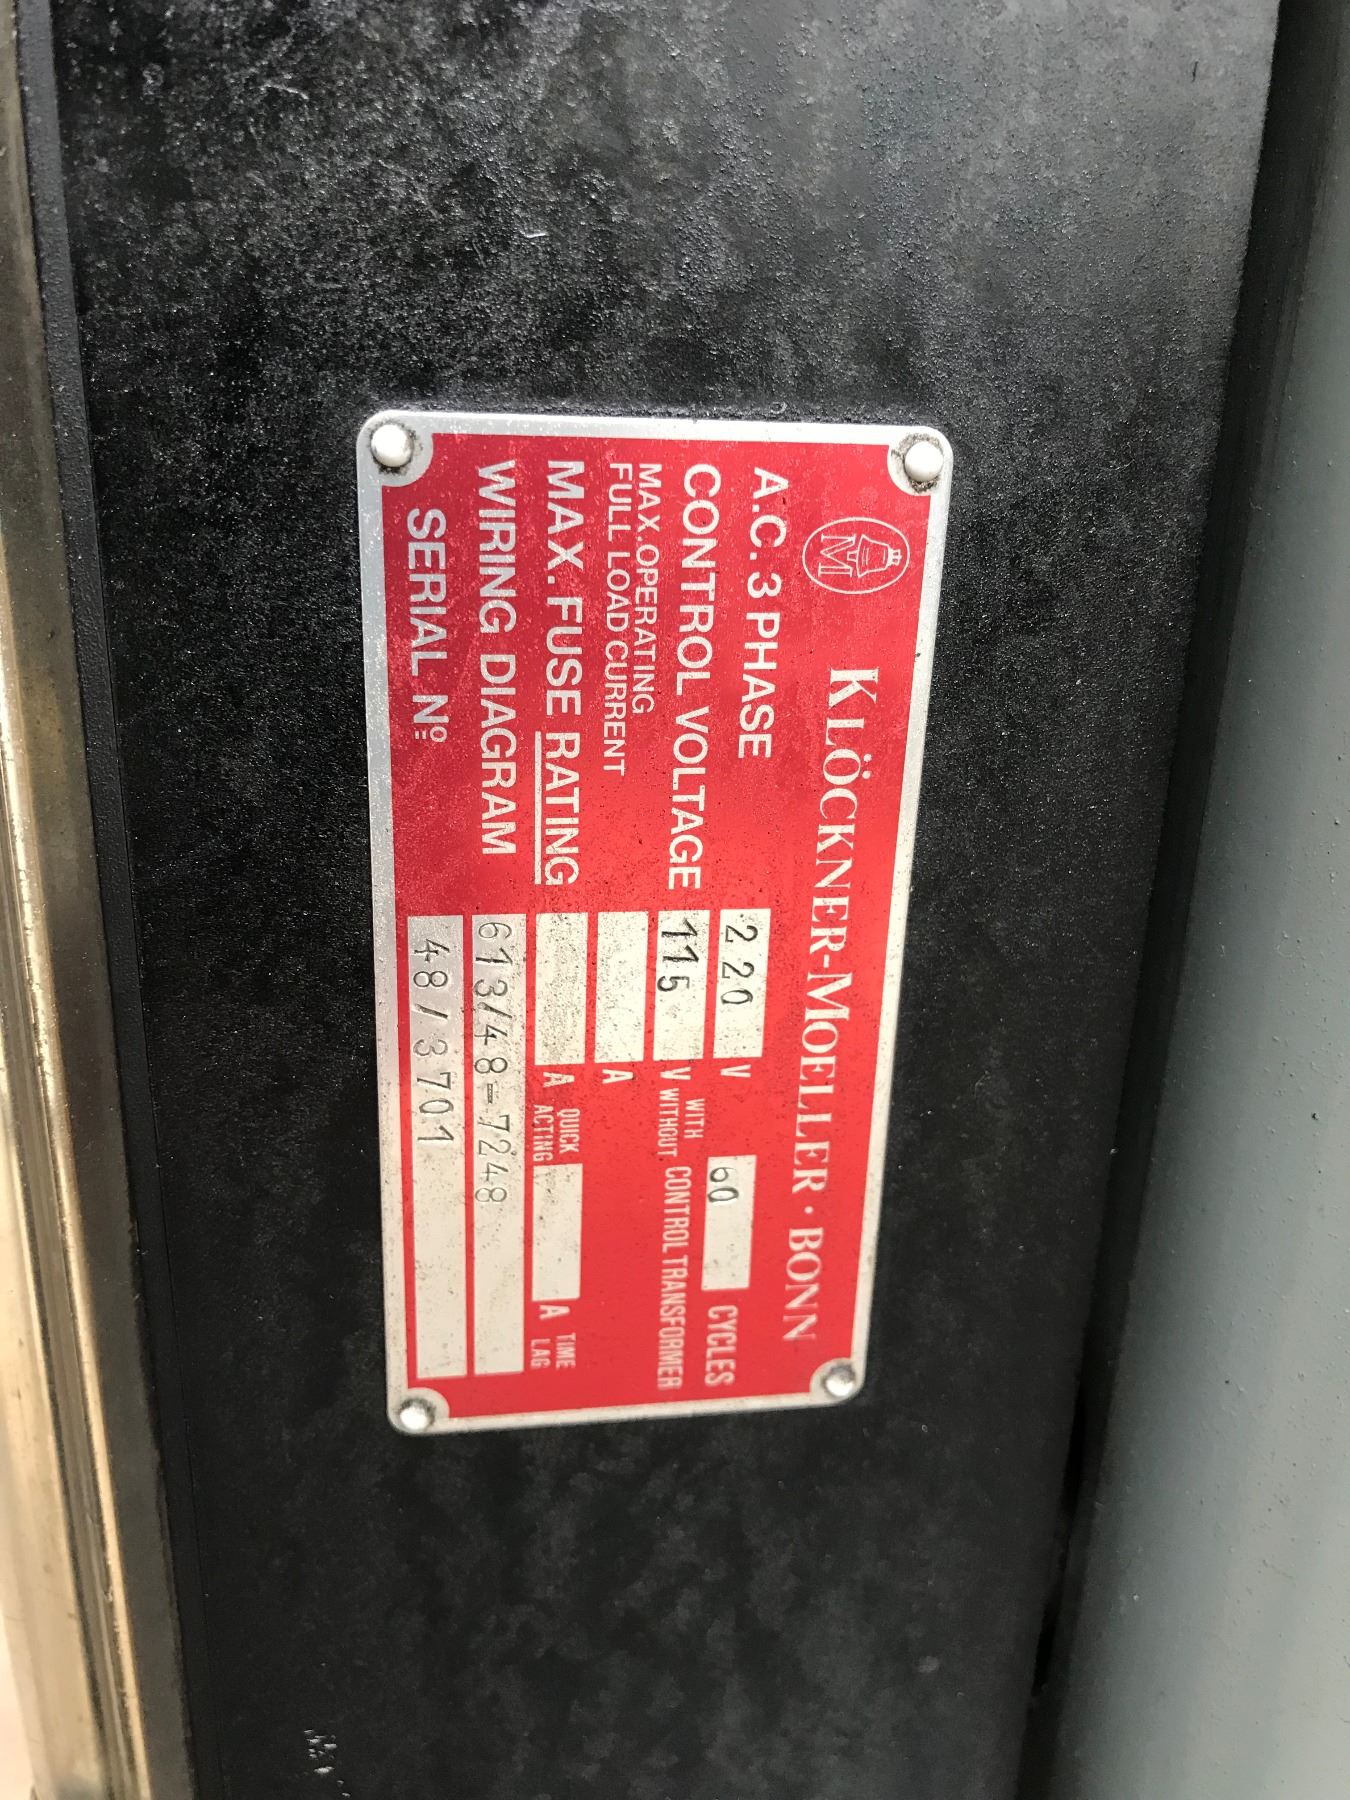 M
KLÖCKNER-MOELLER · BONN
A.C. 3 PHASE 220 V 60 CYCLES
CONTROL VOLTAGE 115 V WITH WITHOUT CONTROL TRANSFORMER
MAX. OPERATING
FULL LOAD CURRENT A
MAX. FUSE RATING A QUICK ACTING A TIME LAG
WIRING DIAGRAM 613/48-7248
SERIAL Nº 48/3701